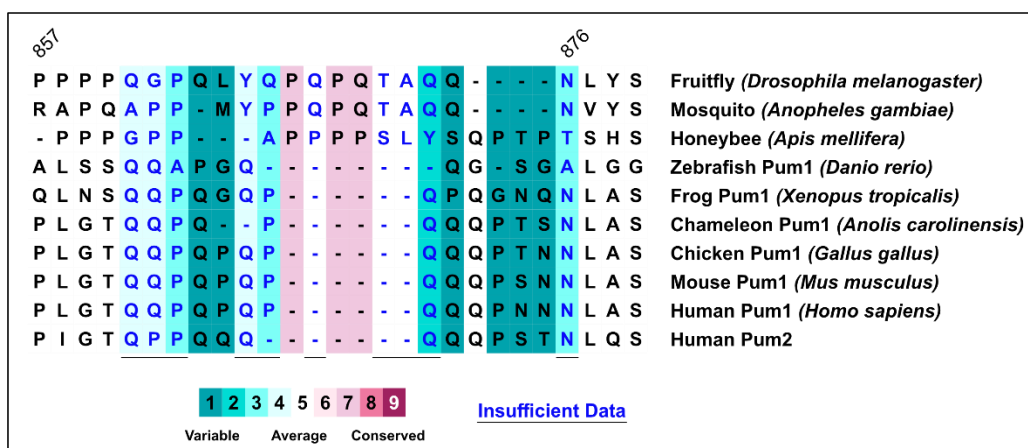 857 876
P P P P Q G P Q L Y Q P Q P Q T A Q Q - - - - N L Y S Fruitfly (Drosophila melanogaster)
R A P Q A P P - M Y P P Q P Q T A Q Q - - - - N V Y S Mosquito (Anopheles gambiae)
- P P P G P P - - - A P P P P S L Y S Q P T P T S H S Honeybee (Apis mellifera)
A L S S Q Q A P G Q - - - - - - - - Q G - S G A L G G Zebrafish Pum1 (Danio rerio)
Q L N S Q Q P Q G Q P - - - - - - Q P Q G N Q N L A S Frog Pum1 (Xenopus tropicalis)
P L G T Q Q P Q - - P - - - - - - Q Q Q P T S N L A S Chameleon Pum1 (Anolis carolinensis)
P L G T Q Q P Q P Q P - - - - - - Q Q Q P T N N L A S Chicken Pum1 (Gallus gallus)
P L G T Q Q P Q P Q P - - - - - - Q Q Q P S N N L A S Mouse Pum1 (Mus musculus)
P L G T Q Q P Q P Q P - - - - - - Q Q Q P N N N L A S Human Pum1 (Homo sapiens)
P I G T Q P P Q Q Q - - - - - - - Q Q Q P S T N L Q S Human Pum2
1 2 3 4 5 6 7 8 9
Variable Average Conserved
Insufficient Data